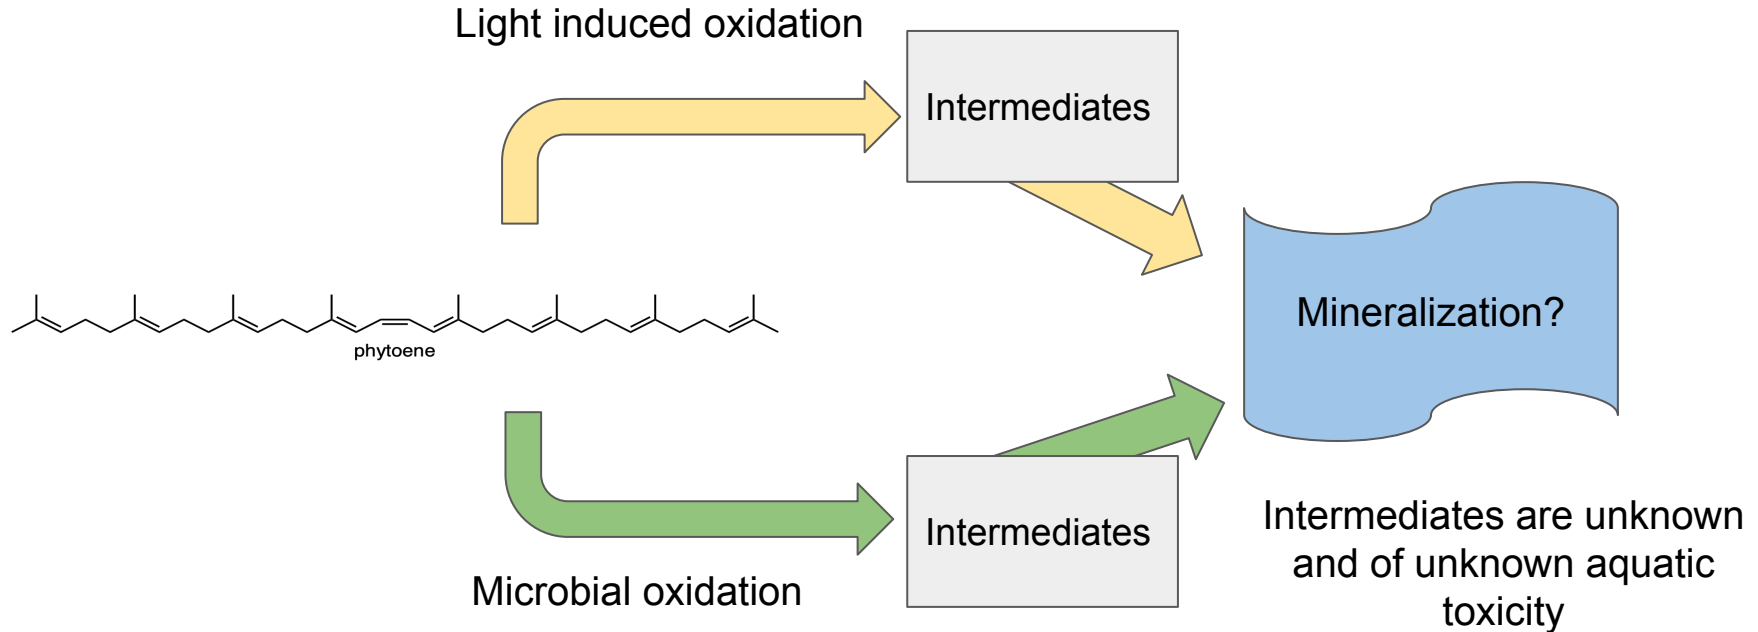 Light induced oxidation
Intermediates
Mineralization?
phytoene
Intermediates
Microbial oxidation
Intermediates are unknown
and of unknown aquatic
toxicity